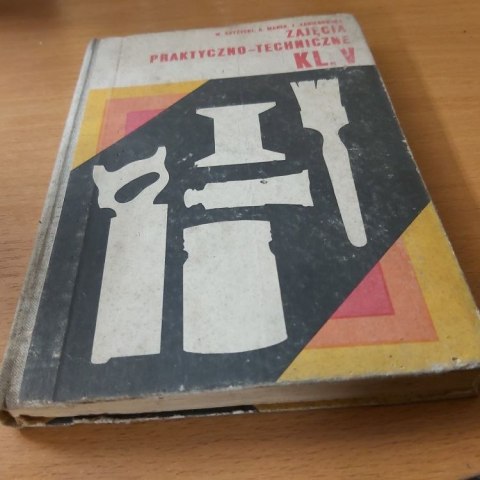 ZAJĘCIA
PRAKTYCZNO-TECHNICZNE
KL. V